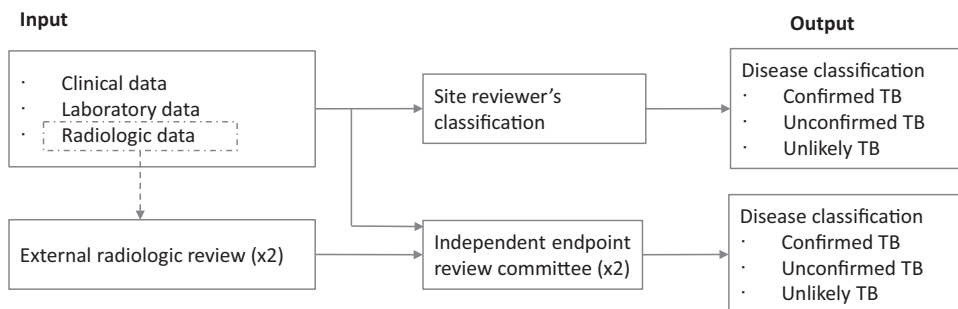 Input
Output
· Clinical data
· Laboratory data
· Radiologic data
Site reviewer's
classification
Disease classification
· Confirmed TB
· Unconfirmed TB
· Unlikely TB
External radiologic review (x2)
Independent endpoint
review committee (x2)
Disease classification
· Confirmed TB
· Unconfirmed TB
· Unlikely TB